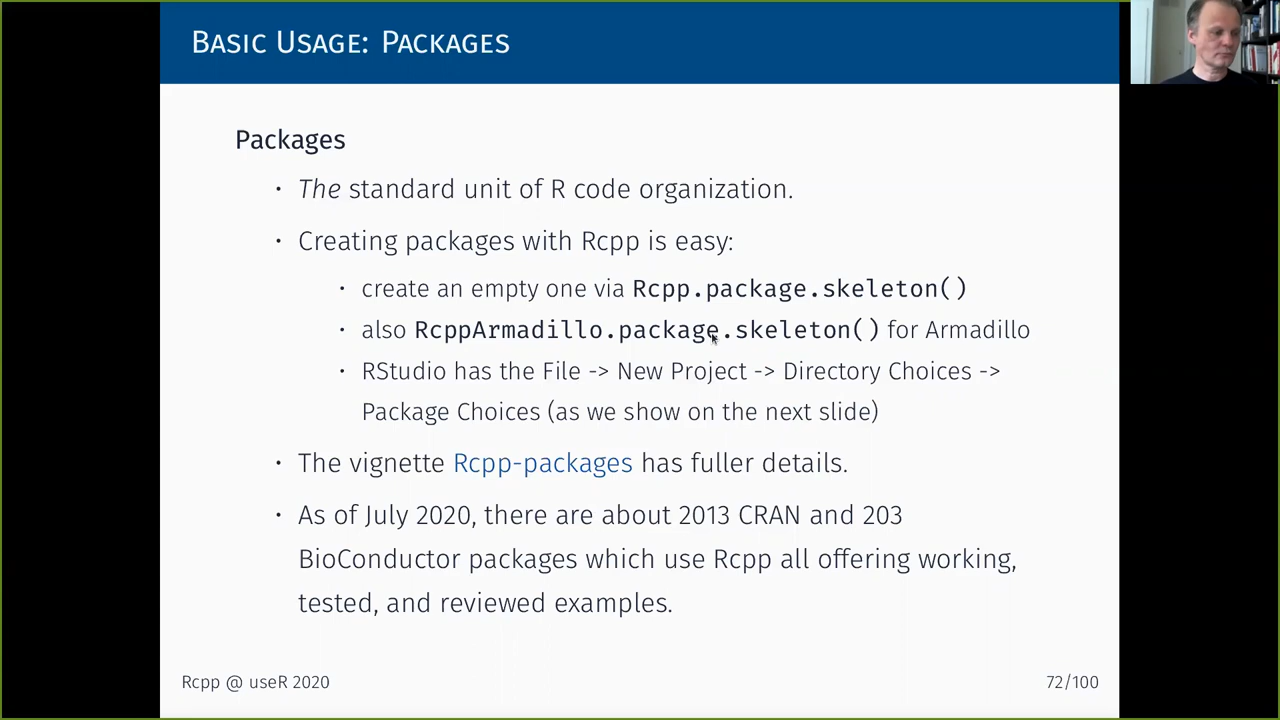 BASIC USAGE: PACKAGES
Packages
• The standard unit of R code organization.
• Creating packages with Rcpp is easy:
• create an empty one via Rcpp.package.skeleton()
• also RcppArmadillo.package.skeleton() for Armadillo
• RStudio has the File -> New Project -> Directory Choices ->
Package Choices (as we show on the next slide)
• The vignette Rcpp-packages has fuller details.
• As of July 2020, there are about 2013 CRAN and 203
BioConductor packages which use Rcpp all offering working,
tested, and reviewed examples.
Rcpp @ useR 2020
72/100